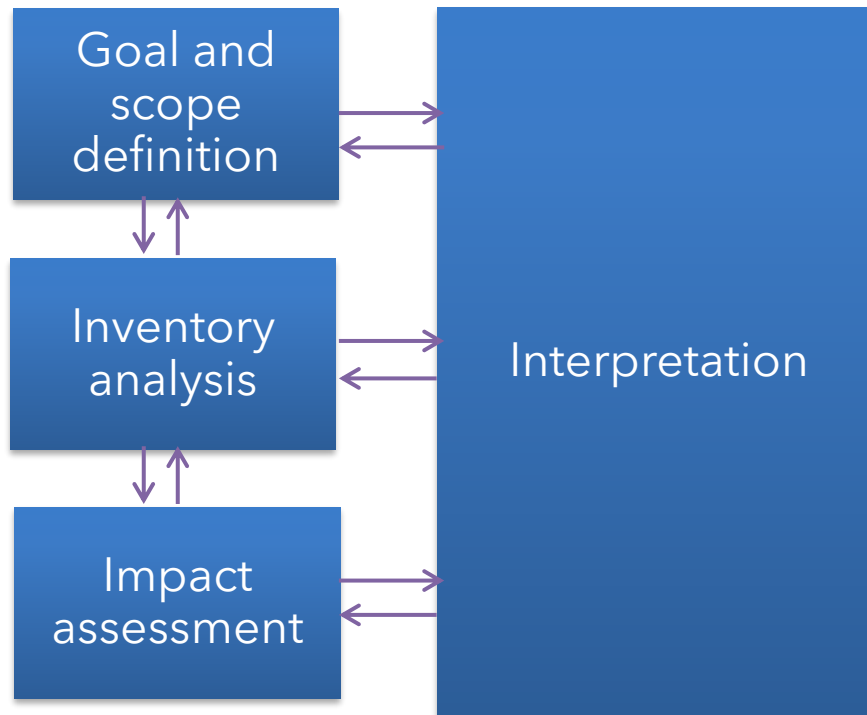 Goal and
scope
definition
Inventory
analysis
Interpretation
Impact
assessment